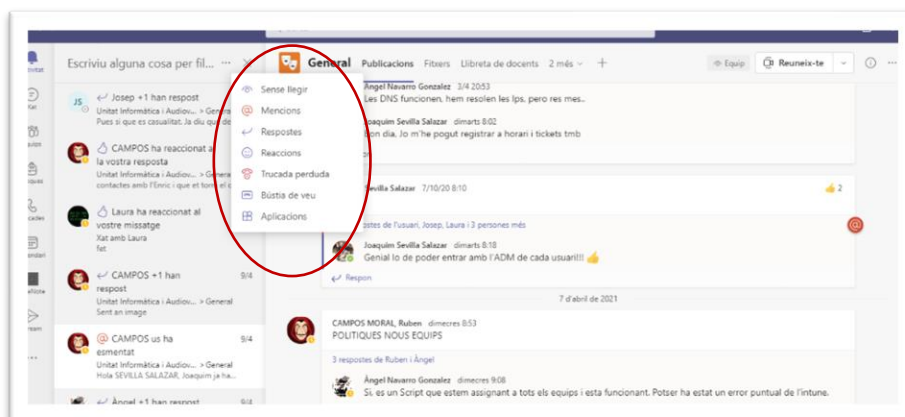 Escriviu alguna cosa per fil... ...
JS
Josep +1 han respost
Unitat Informàtica i Audiov... > General
Pues si que es casualitat. Ja diu que de
CAMPOS ha reaccionat a
la vostra resposta
Unitat Informàtica i Audiov... > Genera
contactes amb l'Enric i que et torni el c
Laura ha reaccionat al
vostre missatge
Xat amb Laura
fet
CAMPOS +1 han 9/4
respost
Unitat Informàtica i Audiov... > General
Sent an image
CAMPOS us ha 9/4
esmentat
Unitat Informàtica i Audiov... > General
Hola SEVILLA SALAZAR, Joaquim ja ha...
Àngel +1 han respost 9/4
Sense llegir
Mencions
Respostes
Reaccions
Trucada perduda
Bústia de veu
Aplicacions
General Publicacions Fitxers Llibreta de docents 2 més +
Equip Reuneix-te
Àngel Navarro Gonzalez 3/4 20:53
Les DNS funcionen, hem resolen les Ips, pero res mes..
Joaquim Sevilla Salazar dimarts 8:02
Bon dia. Jo m'he pogut registrar a horari i tickets tmb
Sevilla Salazar 7/10/20 8:10
2
ostes de l'usuari, Josep, Laura i 3 persones més
Joaquim Sevilla Salazar dimarts 8:18
Genial lo de poder entrar amb l'ADM de cada usuari!!! 👍
Respon
7 d'abril de 2021
CAMPOS MORAL, Ruben dimecres 8:53
POLITIQUES NOUS EQUIPS
3 respostes de Ruben i Àngel
Àngel Navarro Gonzalez dimecres 9:08
Si. es un Script que estem assignant a tots els equips i esta funcionant. Potser ha estat un error puntual de l'intune.